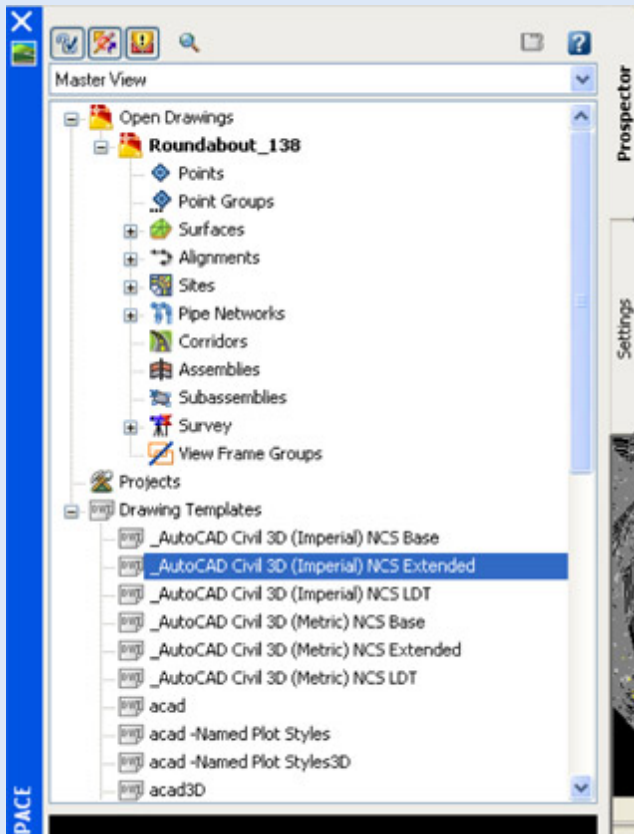 Master View
Open Drawings
Roundabout_138
Points
Point Groups
Surfaces
Alignments
Sites
Pipe Networks
Corridors
Assemblies
Subassemblies
Survey
View Frame Groups
Projects
Drawing Templates
_AutoCAD Civil 3D (Imperial) NCS Base
_AutoCAD Civil 3D (Imperial) NCS Extended
_AutoCAD Civil 3D (Imperial) NCS LDT
_AutoCAD Civil 3D (Metric) NCS Base
_AutoCAD Civil 3D (Metric) NCS Extended
_AutoCAD Civil 3D (Metric) NCS LDT
acad
acad -Named Plot Styles
acad -Named Plot Styles3D
acad3D
Prospector
Settings
PACE